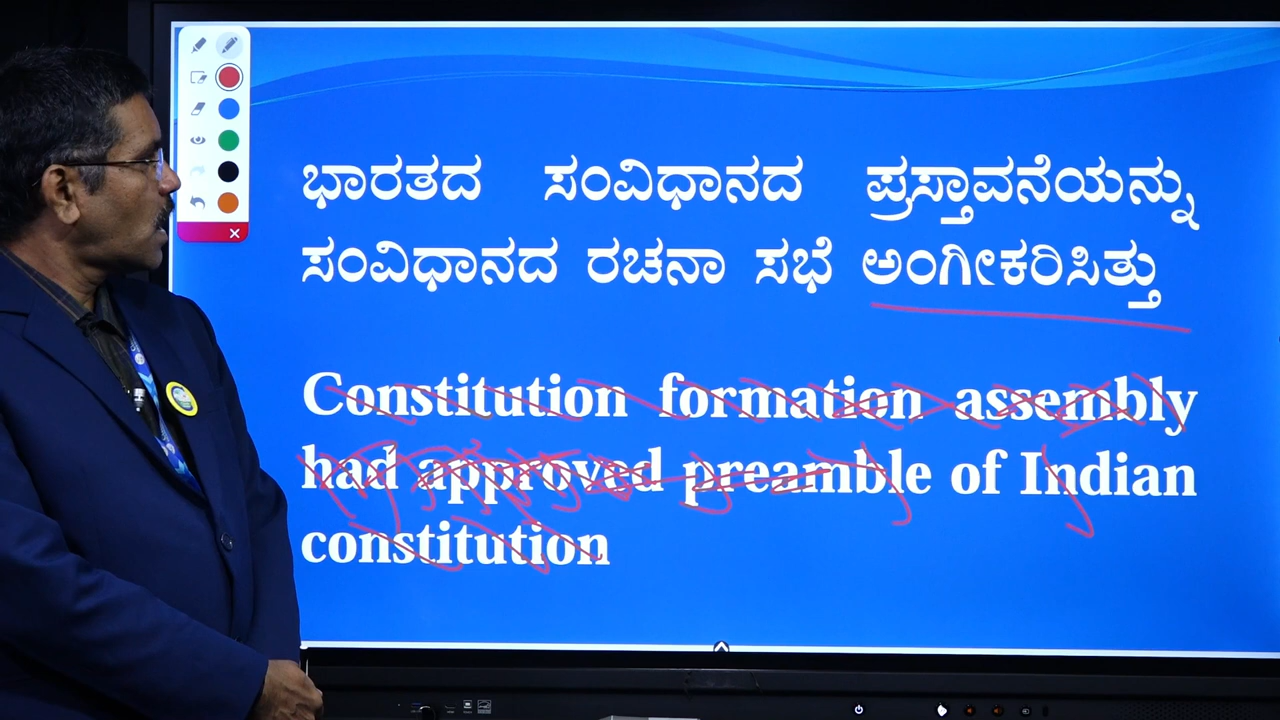 ಭಾರತದ ಸಂವಿಧಾನದ ಪ್ರಸ್ತಾವನೆಯನ್ನು
ಸಂವಿಧಾನದ ರಚನಾ ಸಭೆ ಅಂಗೀಕರಿಸಿತ್ತು
Constitution formation assembly
had approved preamble of Indian
constitution